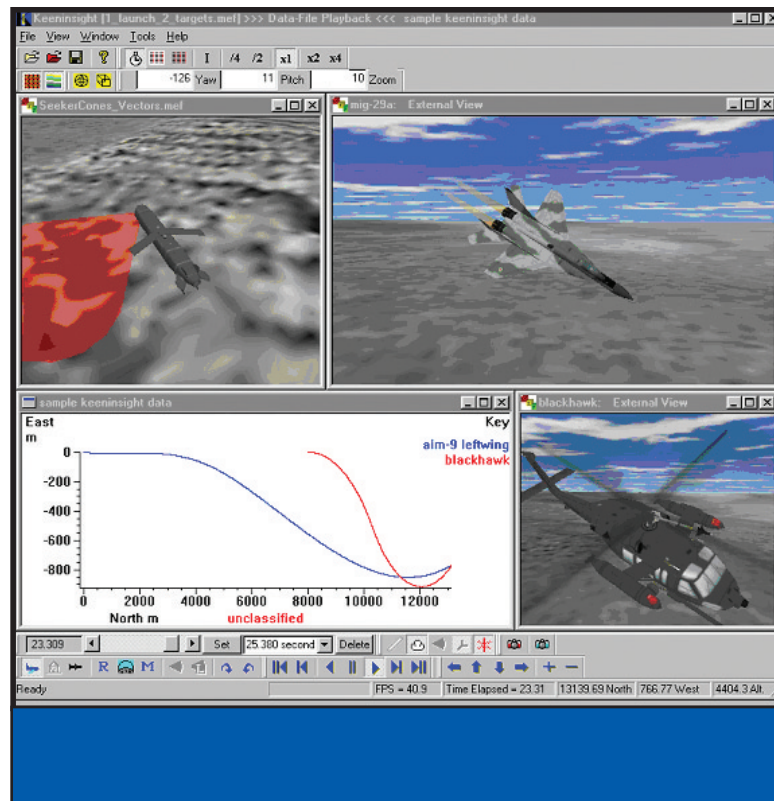 Keeninsight [1_launch_2_targets.mef] >>> Data-File Playback <<< sample keeninsight data
File View Window Tools Help
I /4 /2 x1 x2 x4
-126 Yaw 11 Pitch 10 Zoom
SeekerCones_Vectors.mef
mig-29a: External View
sample keeninsight data
East
m
Key
aim-9 leftwing
blackhawk
0
-200
-400
-600
-800
0 2000 4000 6000 8000 10000 12000
North m unclassified
blackhawk: External View
23.309 Set 25.380 second Delete
R M
Ready FPS = 40.9 Time Elapsed = 23.31 13139.69 North 766.77 West 4404.3 Alt.